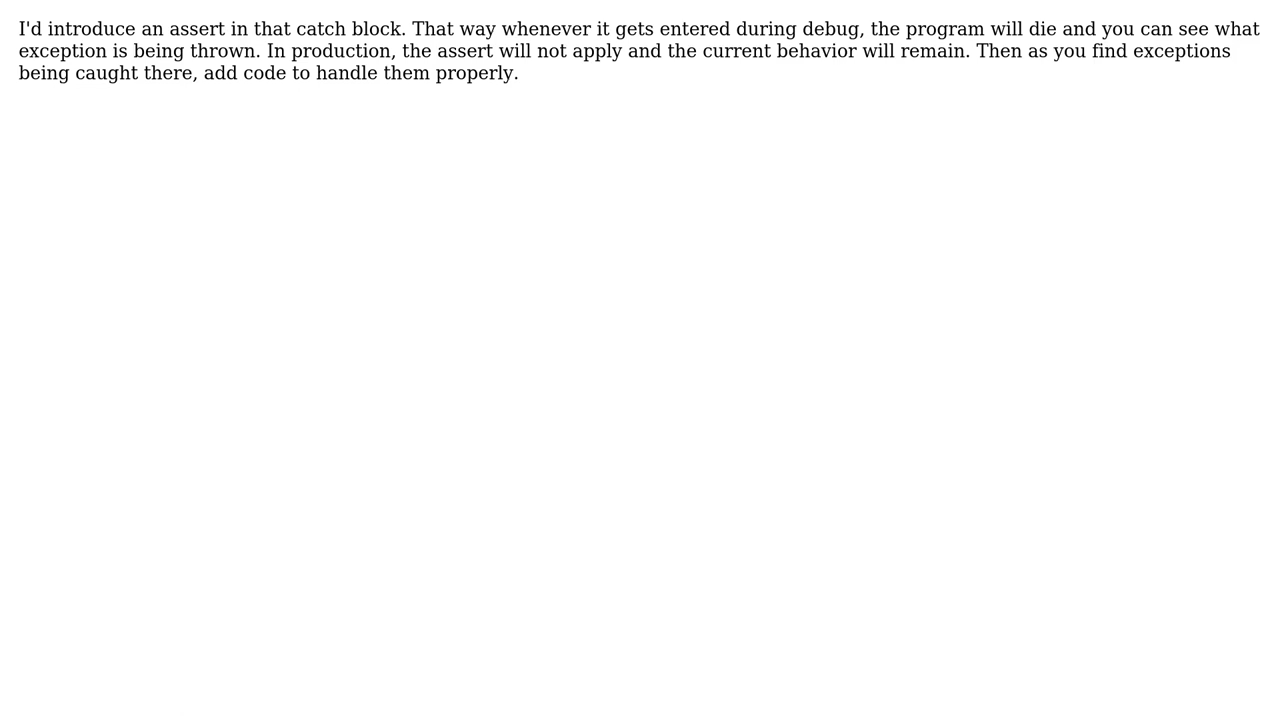 I'd introduce an assert in that catch block. That way whenever it gets entered during debug, the program will die and you can see what
exception is being thrown. In production, the assert will not apply and the current behavior will remain. Then as you find exceptions
being caught there, add code to handle them properly.